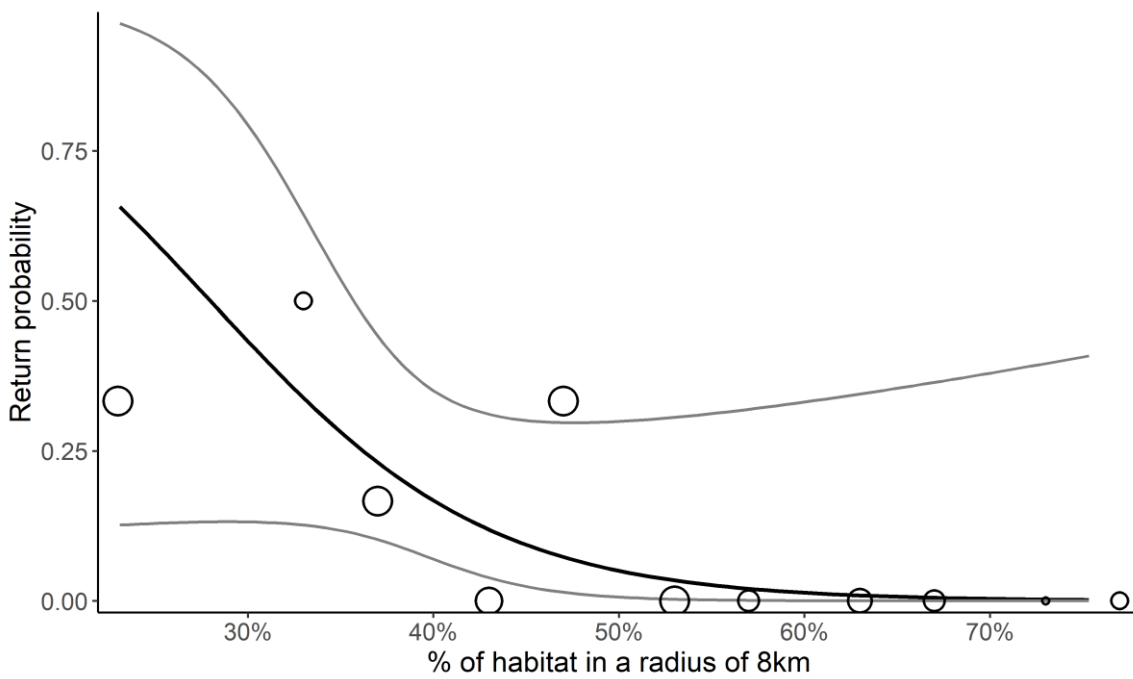 Return probability
0.75
0.50
0.25
0.00
30% 40% 50% 60% 70%
% of habitat in a radius of 8km